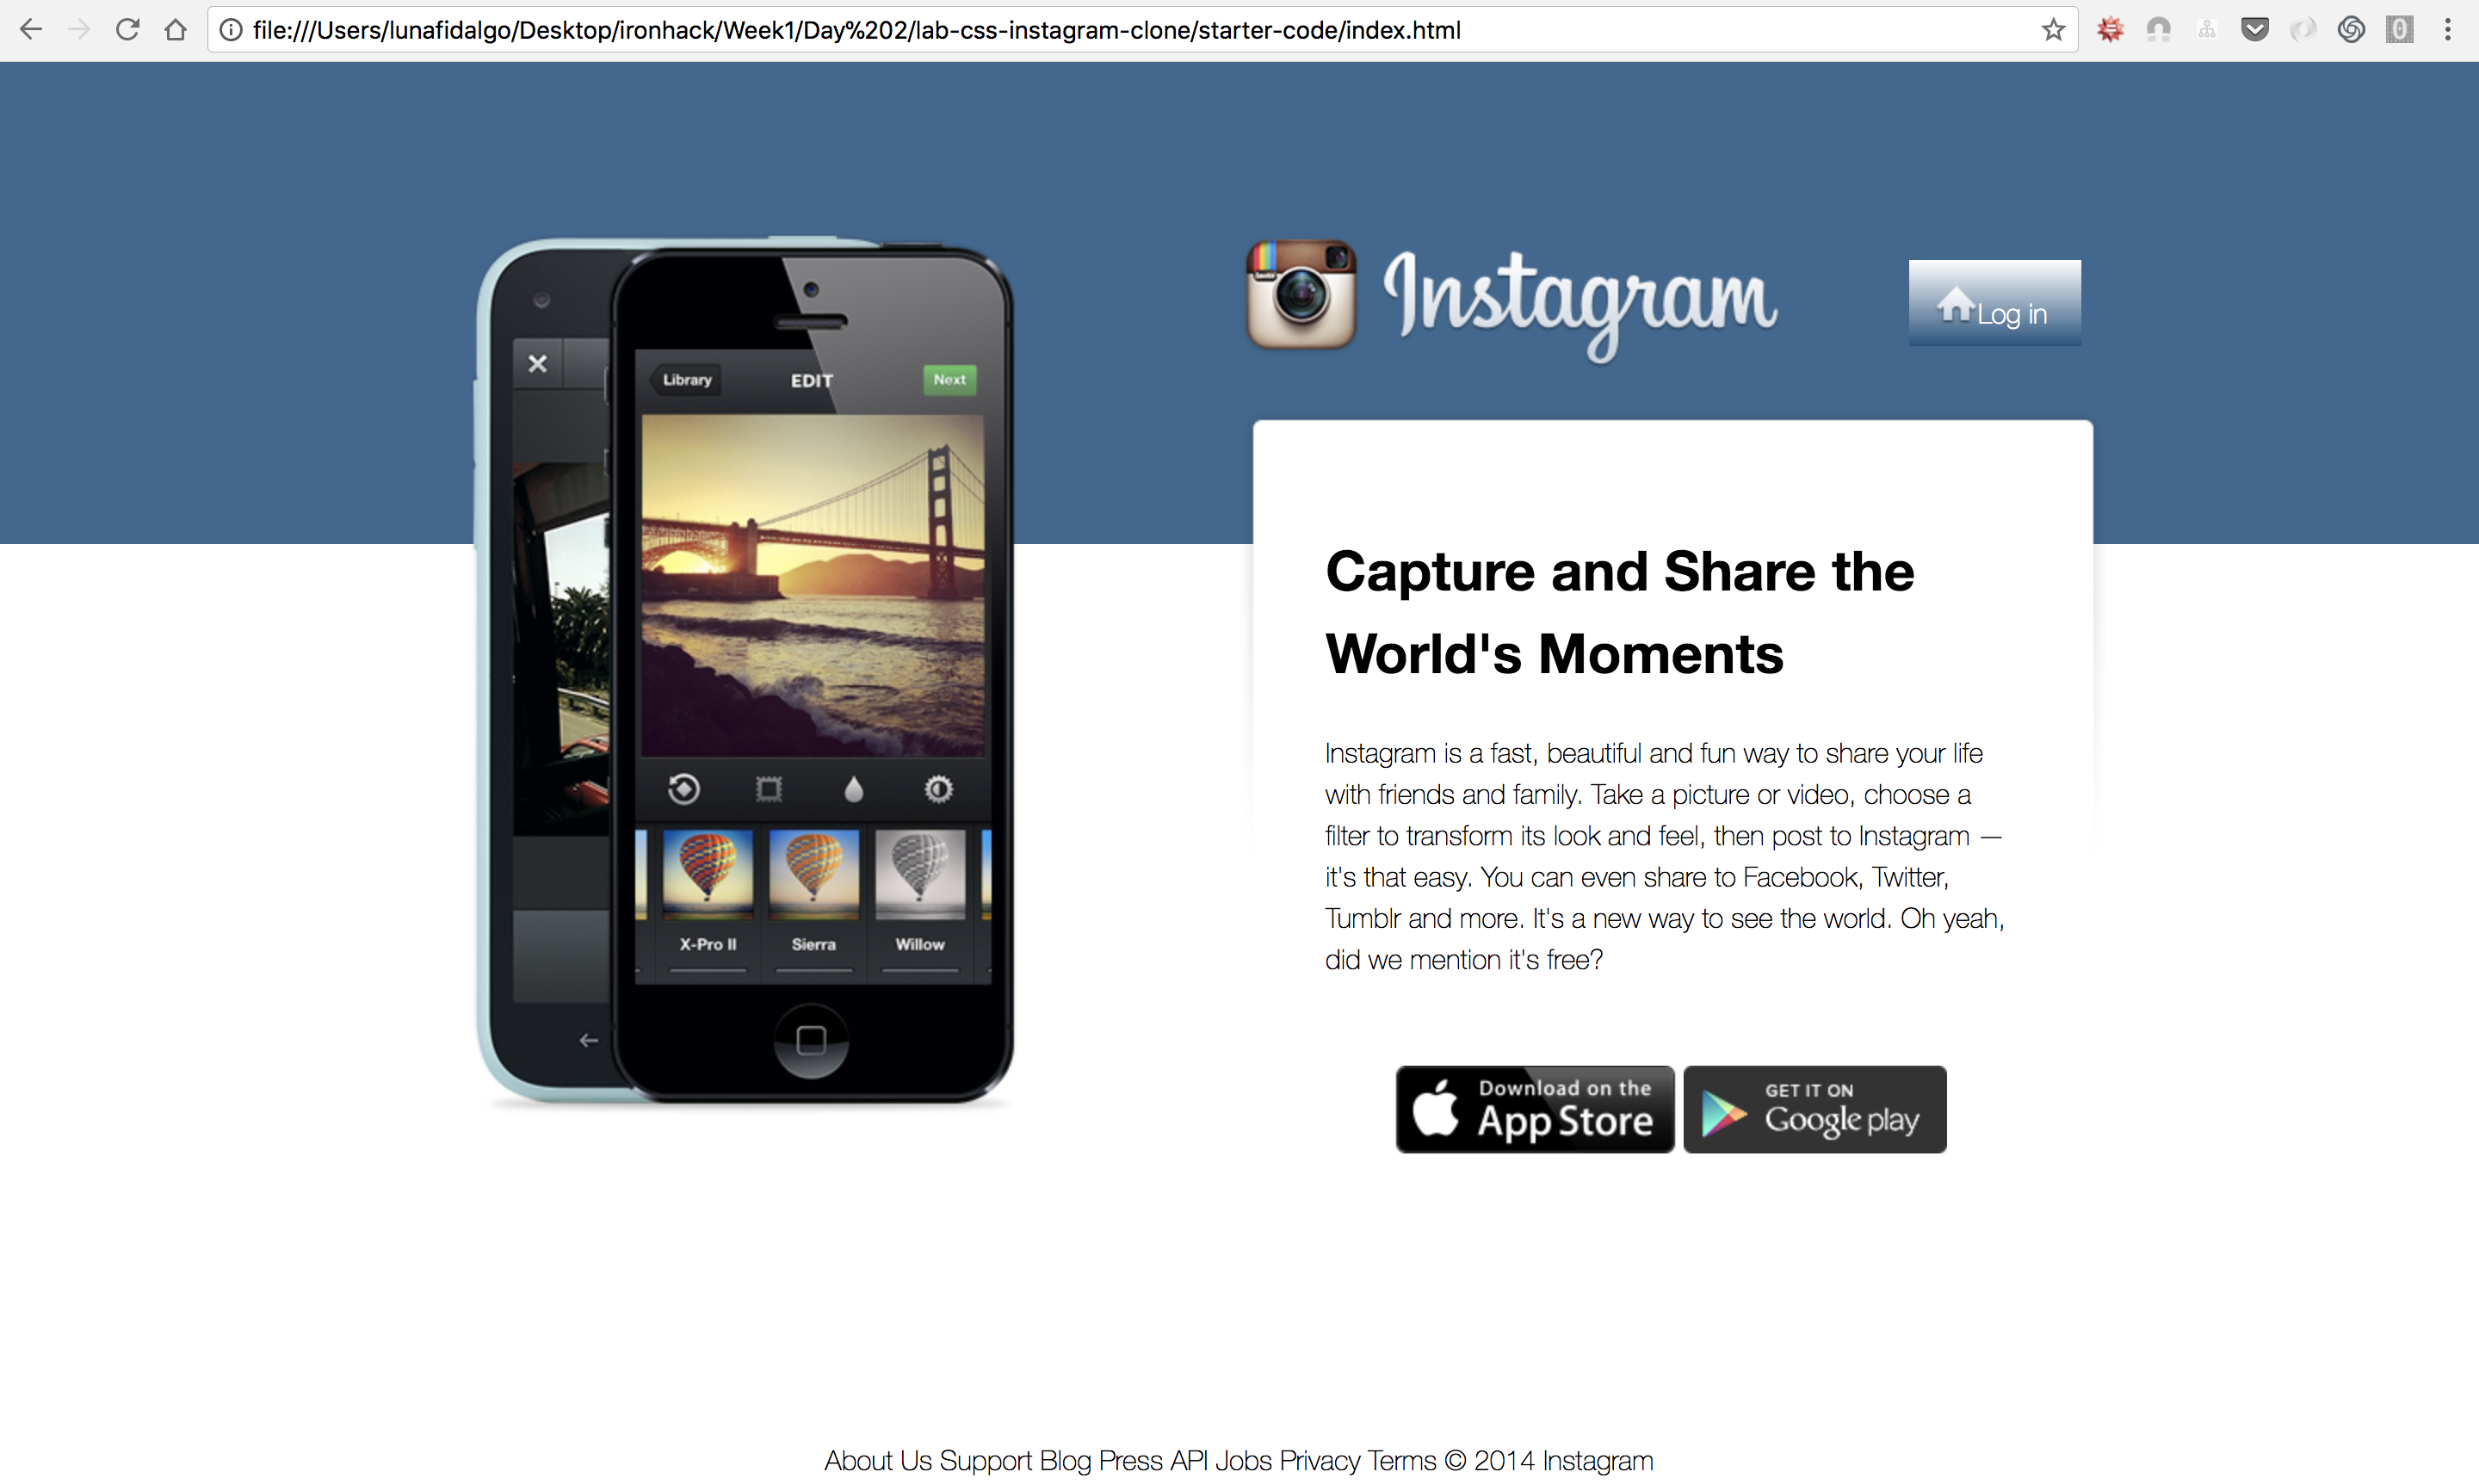 file:///Users/lunafidalgo/Desktop/ironhack/Week1/Day%202/lab-css-instagram-clone/starter-code/index.html
Instagram
Log in
Library
EDIT
Next
X-Pro II
Sierra
Willow
Capture and Share the
World's Moments
Instagram is a fast, beautiful and fun way to share your life
with friends and family. Take a picture or video, choose a
filter to transform its look and feel, then post to Instagram —
it's that easy. You can even share to Facebook, Twitter,
Tumblr and more. It's a new way to see the world. Oh yeah,
did we mention it's free?
Download on the
App Store
GET IT ON
Google play
About Us Support Blog Press API Jobs Privacy Terms © 2014 Instagram